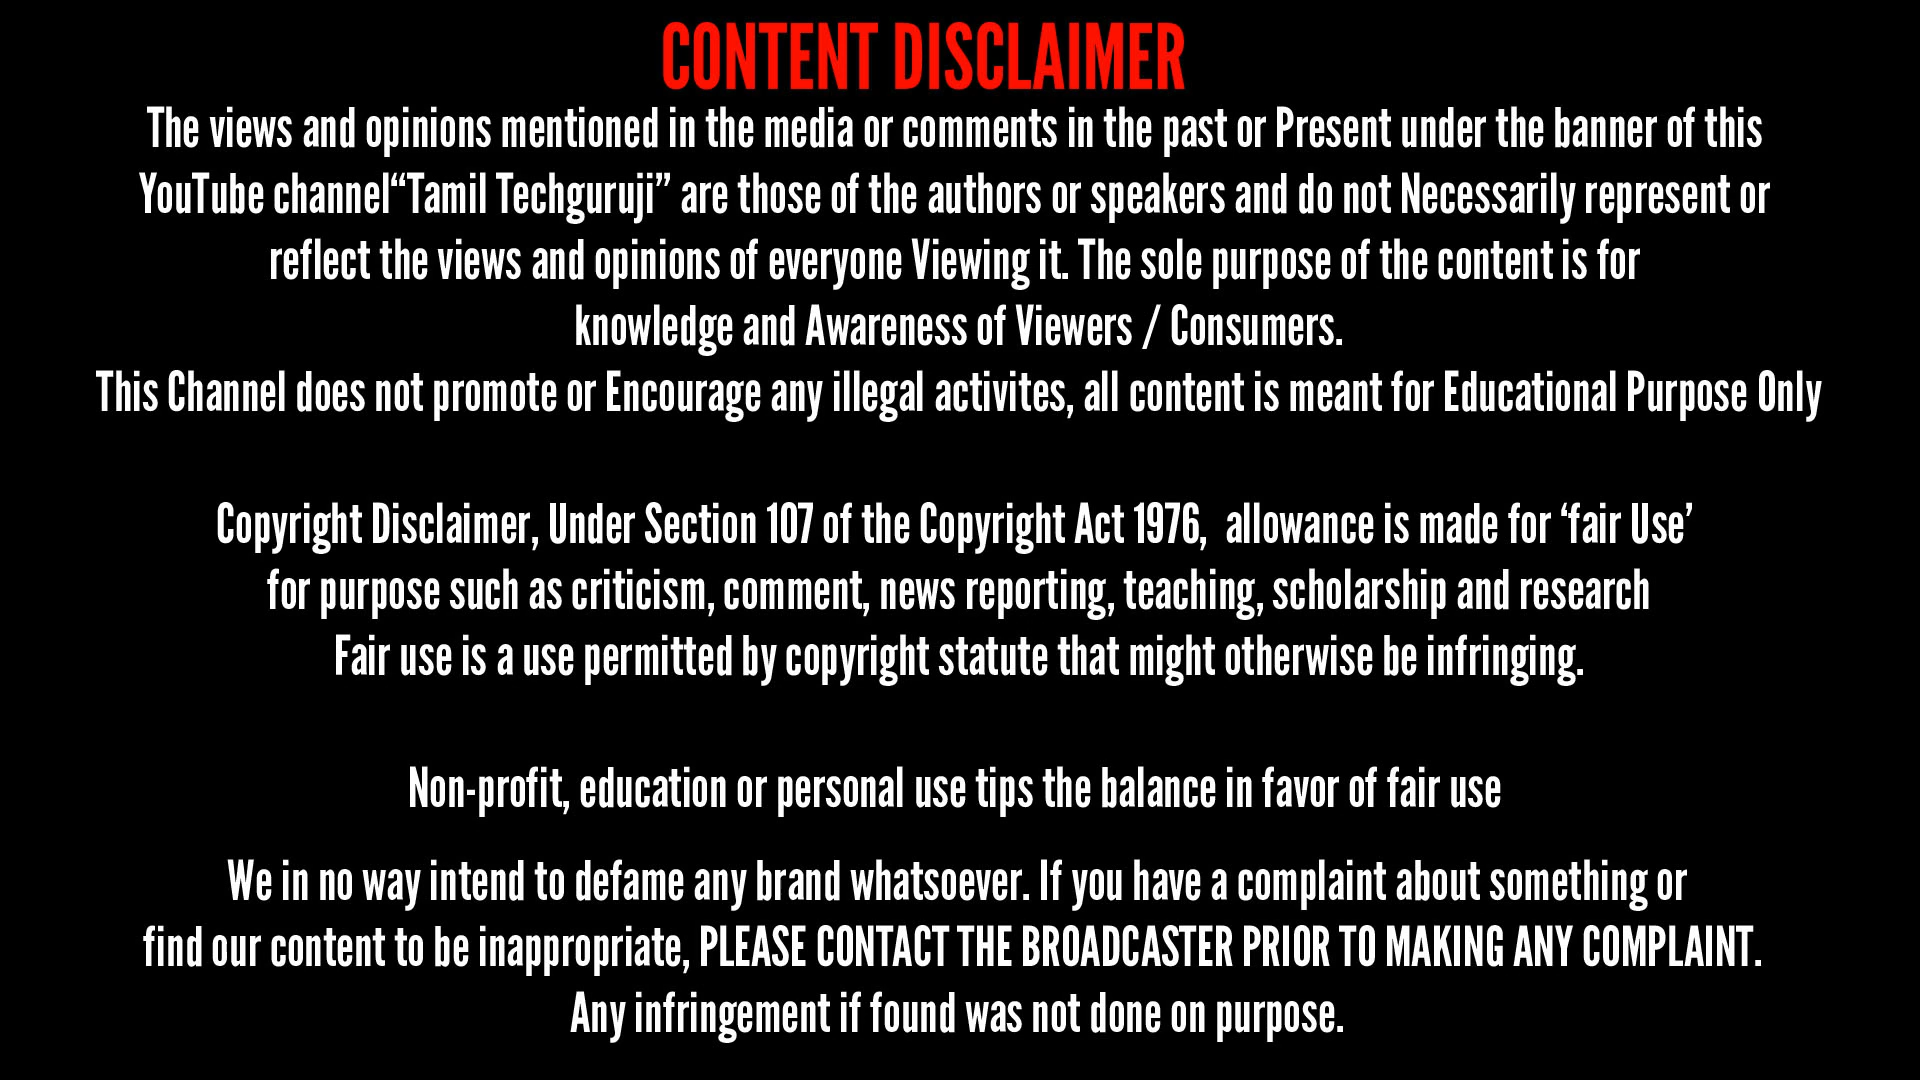 CONTENT DISCLAIMER
The views and opinions mentioned in the media or comments in the past or Present under the banner of this
YouTube channel“Tamil Techguruji” are those of the authors or speakers and do not Necessarily represent or
reflect the views and opinions of everyone Viewing it. The sole purpose of the content is for
knowledge and Awareness of Viewers / Consumers.
This Channel does not promote or Encourage any illegal activites, all content is meant for Educational Purpose Only
Copyright Disclaimer, Under Section 107 of the Copyright Act 1976,  allowance is made for ‘fair Use’
for purpose such as criticism, comment, news reporting, teaching, scholarship and research
Fair use is a use permitted by copyright statute that might otherwise be infringing.
Non-profit, education or personal use tips the balance in favor of fair use
We in no way intend to defame any brand whatsoever. If you have a complaint about something or
find our content to be inappropriate, PLEASE CONTACT THE BROADCASTER PRIOR TO MAKING ANY COMPLAINT.
Any infringement if found was not done on purpose.